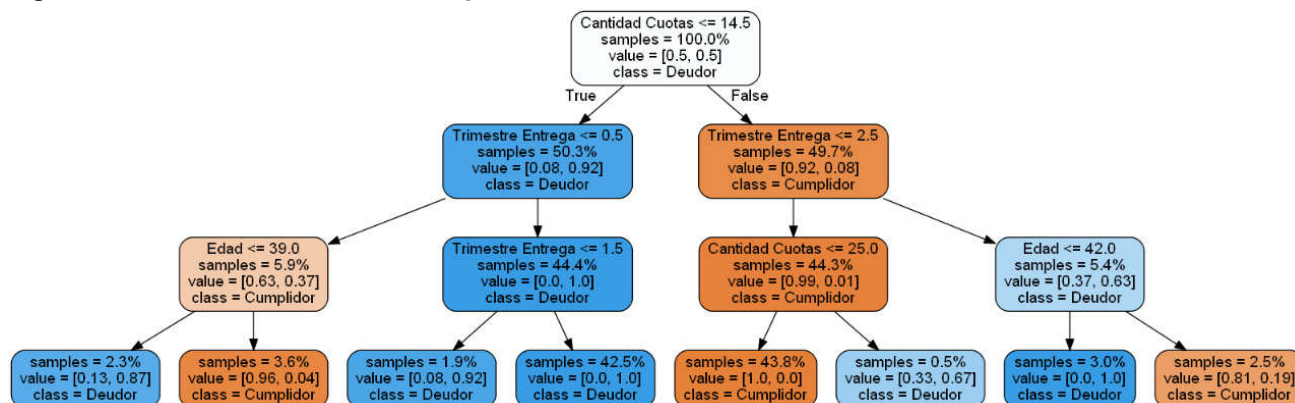 Cantidad Cuotas <= 14.5
samples = 100.0%
value = [0.5, 0.5]
class = Deudor
True
False
Trimestre Entrega <= 0.5
samples = 50.3%
value = [0.08, 0.92]
class = Deudor
Trimestre Entrega <= 2.5
samples = 49.7%
value = [0.92, 0.08]
class = Cumplidor
Edad <= 39.0
samples = 5.9%
value = [0.63, 0.37]
class = Cumplidor
Trimestre Entrega <= 1.5
samples = 44.4%
value = [0.0, 1.0]
class = Deudor
Cantidad Cuotas <= 25.0
samples = 44.3%
value = [0.99, 0.01]
class = Cumplidor
Edad <= 42.0
samples = 5.4%
value = [0.37, 0.63]
class = Deudor
samples = 2.3%
value = [0.13, 0.87]
class = Deudor
samples = 3.6%
value = [0.96, 0.04]
class = Cumplidor
samples = 1.9%
value = [0.08, 0.92]
class = Deudor
samples = 42.5%
value = [0.0, 1.0]
class = Deudor
samples = 43.8%
value = [1.0, 0.0]
class = Cumplidor
samples = 0.5%
value = [0.33, 0.67]
class = Deudor
samples = 3.0%
value = [0.0, 1.0]
class = Deudor
samples = 2.5%
value = [0.81, 0.19]
class = Cumplidor